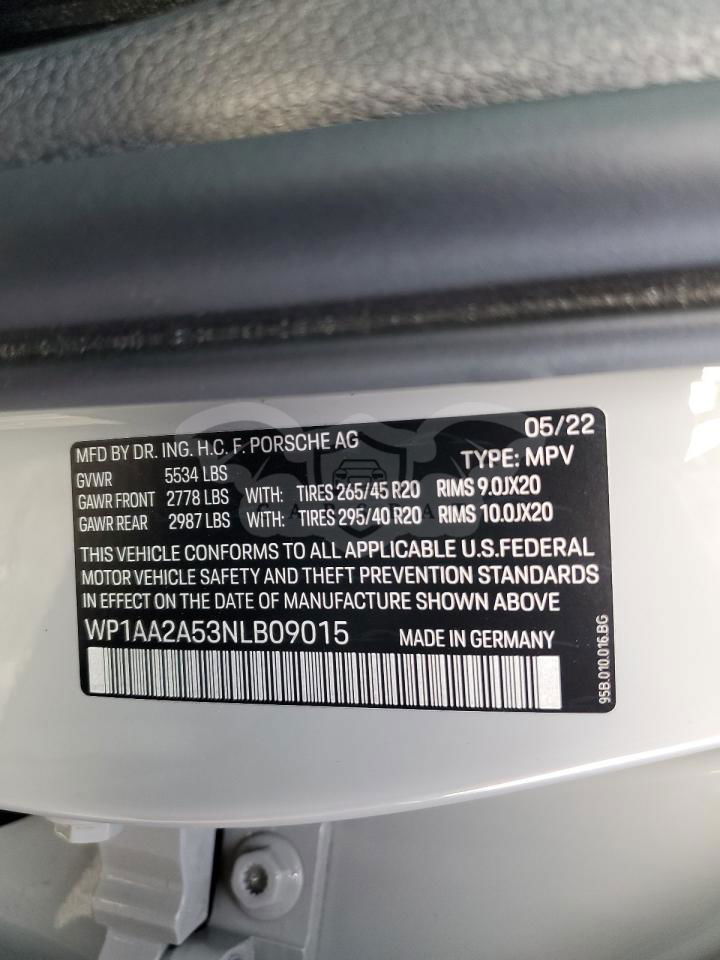 MFD BY DR. ING. H.C. F. PORSCHE AG 05/22
GVWR 5534 LBS TYPE: MPV
GAWR FRONT 2778 LBS WITH: TIRES 265/45 R20 RIMS 9.0JX20
GAWR REAR 2987 LBS WITH: TIRES 295/40 R20 RIMS 10.0JX20
THIS VEHICLE CONFORMS TO ALL APPLICABLE U.S.FEDERAL
MOTOR VEHICLE SAFETY AND THEFT PREVENTION STANDARDS
IN EFFECT ON THE DATE OF MANUFACTURE SHOWN ABOVE
WP1AA2A53NLB09015 MADE IN GERMANY
95B.010.016.BG